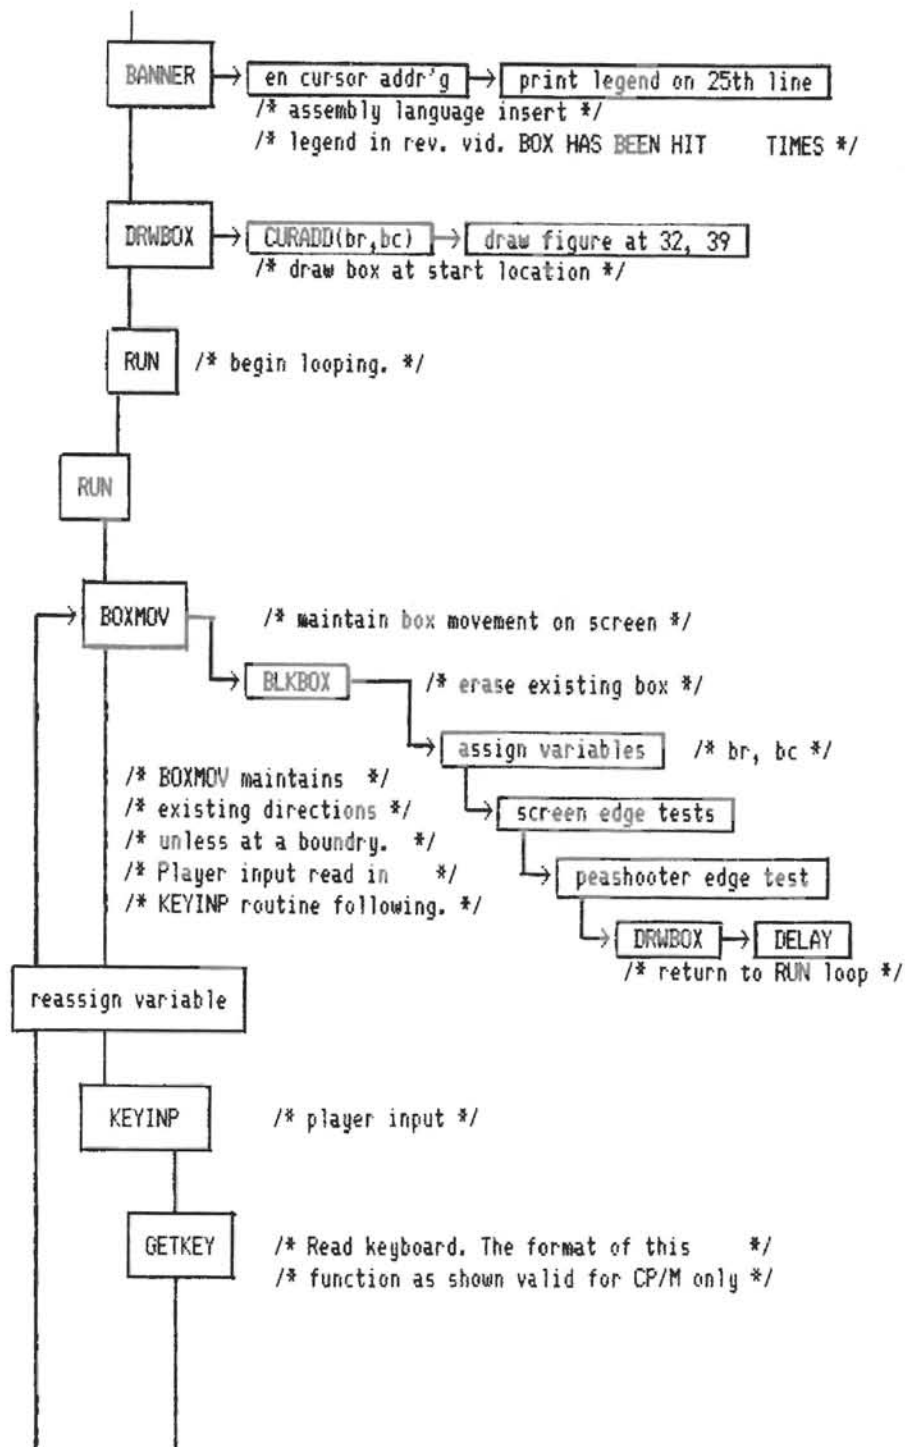 BANNER en cursor addr'g print legend on 25th line
/* assembly language insert */
/* legend in rev. vid. BOX HAS BEEN HIT TIMES */
DRWBOX CURADD(br,bc) draw figure at 32, 39
/* draw box at start location */
RUN /* begin looping. */
RUN
BOXMOV /* maintain box movement on screen */
BLKBOX /* erase existing box */
assign variables /* br, bc */
/* BOXMOV maintains */
/* existing directions */
/* unless at a boundry. */
/* Player input read in */
/* KEYINP routine following. */
screen edge tests
peashooter edge test
DRWBOX DELAY
/* return to RUN loop */
reassign variable
KEYINP /* player input */
GETKEY /* Read keyboard. The format of this */
/* function as shown valid for CP/M only */